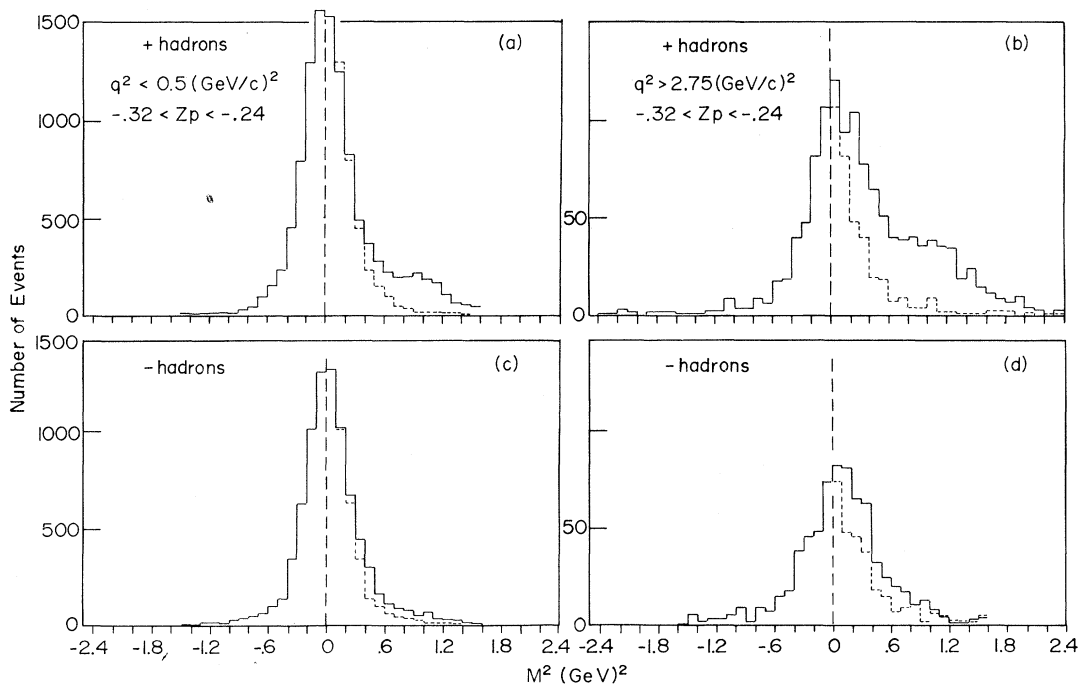 1500
+ hadrons
(a)
q² < 0.5 (GeV/c)²
-.32 < Zp < -.24
1000
500
0
+ hadrons
(b)
q² > 2.75 (GeV/c)²
-.32 < Zp < -.24
50
0
Number of Events
1500
- hadrons
(c)
1000
500
0
-2.4 -1.8 -1.2 -.6 0 .6 1.2 1.8 2.4
- hadrons
(d)
50
0
-2.4 -1.8 -1.2 -.6 0 .6 1.2 1.8 2.4
M² (GeV)²